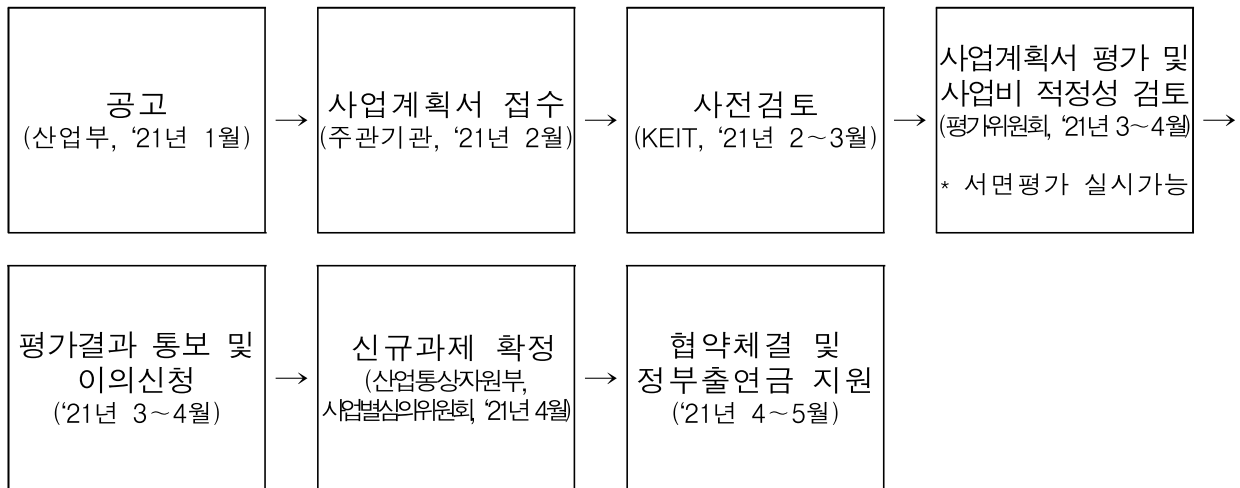 공고
(산업부, ‘21년 1월)
→
사업계획서 접수
(주관기관, ‘21년 2월)
→
사전검토
(KEIT, ‘21년 2～3월)
→
사업계획서 평가 및
사업비 적정성 검토
(평가위원회, ‘21년 3～4월)
* 서면평가 실시가능
→
평가결과 통보 및
이의신청
(‘21년 3～4월)
→
신규과제 확정
(산업통상자원부,
사업별심의위원회, ‘21년 4월)
→
협약체결 및
정부출연금 지원
(‘21년 4～5월)